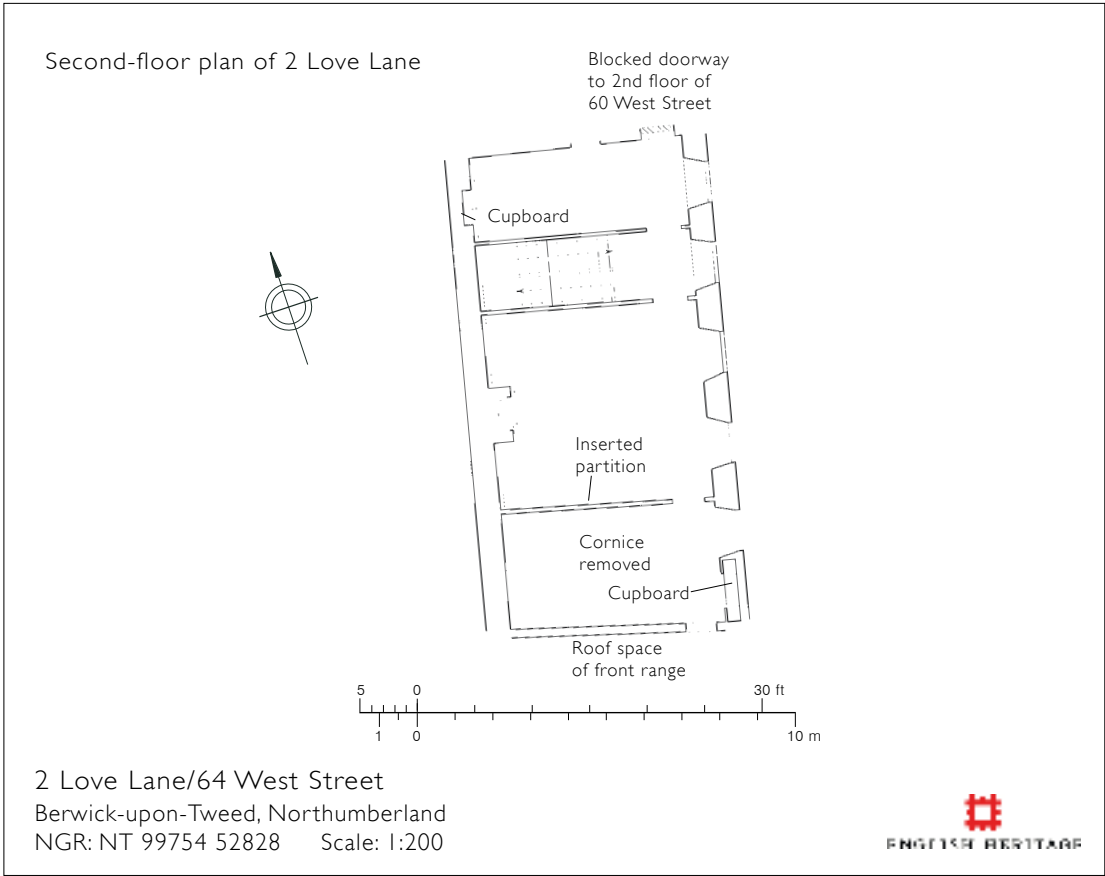 Second-floor plan of 2 Love Lane
Blocked doorway
to 2nd floor of
60 West Street
Cupboard
Inserted
partition
Cornice
removed
Cupboard
Roof space
of front range
5 0 30 ft
1 0 10 m
2 Love Lane/64 West Street
Berwick-upon-Tweed, Northumberland
NGR: NT 99754 52828 Scale: 1:200
ENGLISH HERITAGE